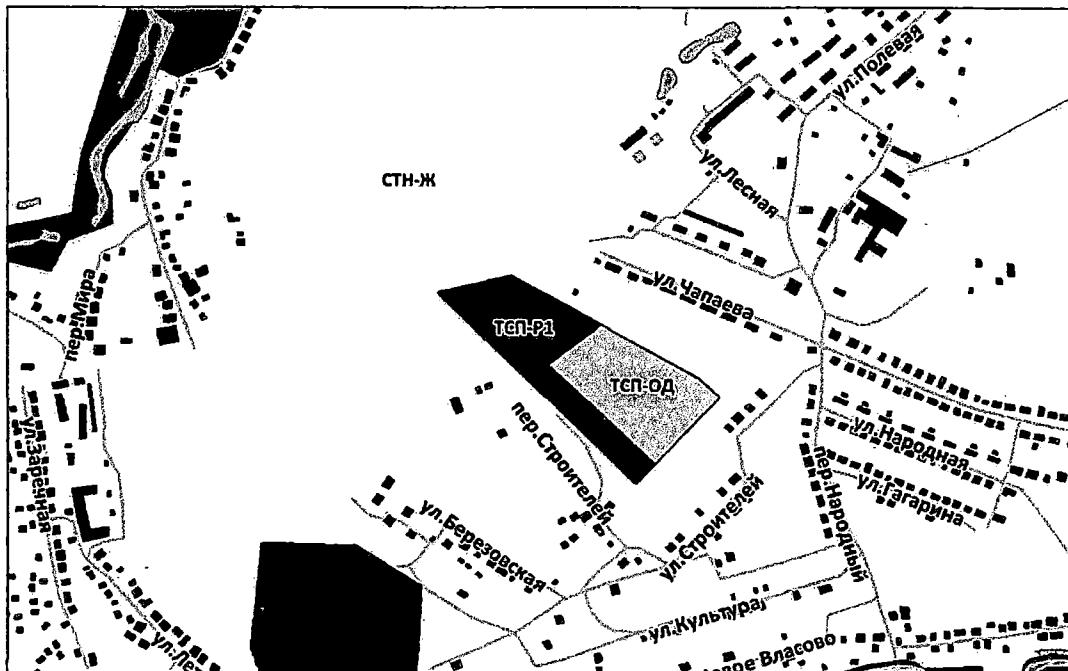 ул.Полевая
ул.Лесная
СТН-Ж
ул.Чапаева
пер.Мира
ТСП-Р1
ТСП-ОД
ул.Заречная
пер.Строителей
ул.Народная
ул.Гагарина
пер.Народный
ул.Березовская
ул.Строителей
ул.Культура
Власово